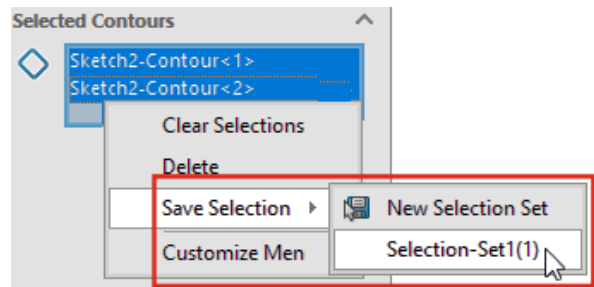 Selected Contours
Sketch2-Contour<1>
Sketch2-Contour<2>
Clear Selections
Delete
Save Selection
New Selection Set
Customize Men
Selection-Set1(1)